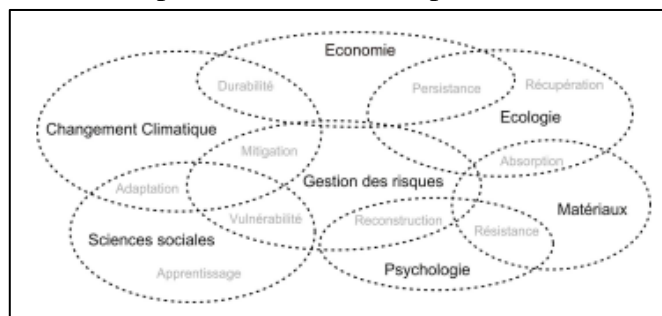 Economie
Durabilité
Persistance
Récupération
Ecologie
Changement Climatique
Mitigation
Absorption
Adaptation
Gestion des risques
Vulnérabilité
Reconstruction
Matériaux
Résistance
Sciences sociales
Psychologie
Apprentissage